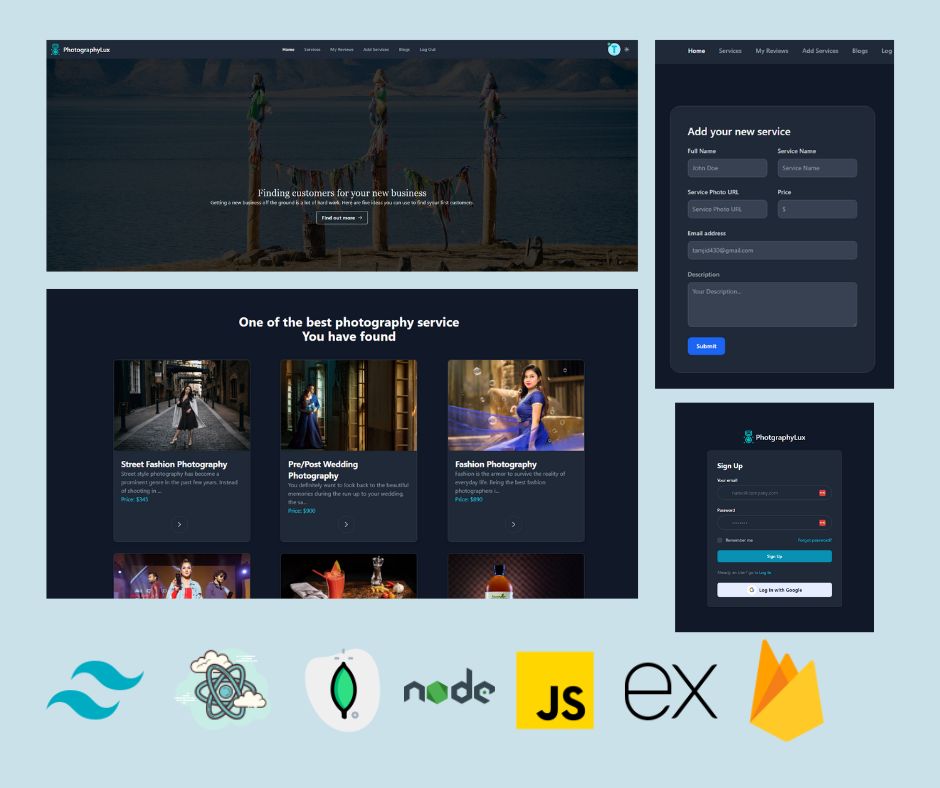 PhotographyLux
Home Services My Reviews Add Services Blogs Log Out
T
Finding customers for your new business
Getting a new business off the ground is a lot of hard work. Here are five ideas you can use to find your first customers.
Find out more →
One of the best photography service
You have found
Street Fashion Photography
Street style photography has become a
prominent genre in the past few years. Instead
of shooting in ...
Price: $345
Pre/Post Wedding
Photography
You definitely want to look back to the beautiful
memories during the run up to your wedding.
the sa...
Price: $900
Fashion Photography
Fashion is the armor to survive the reality of
everyday life. Being the best fashion
photographers i...
Price: $890
Home Services My Reviews Add Services Blogs Log
Add your new service
Full Name Service Name
John Doe Service Name
Service Photo URL Price
Service Photo URL $
Email address
tamjid433@gmail.com
Description
Your Description...
Submit
PhotgraphyLux
Sign Up
Your email
name@company.com
Password
Remember me Forgot password?
Sign Up
Already an User? go to Log In
G Log In with Google
node
JS
ex